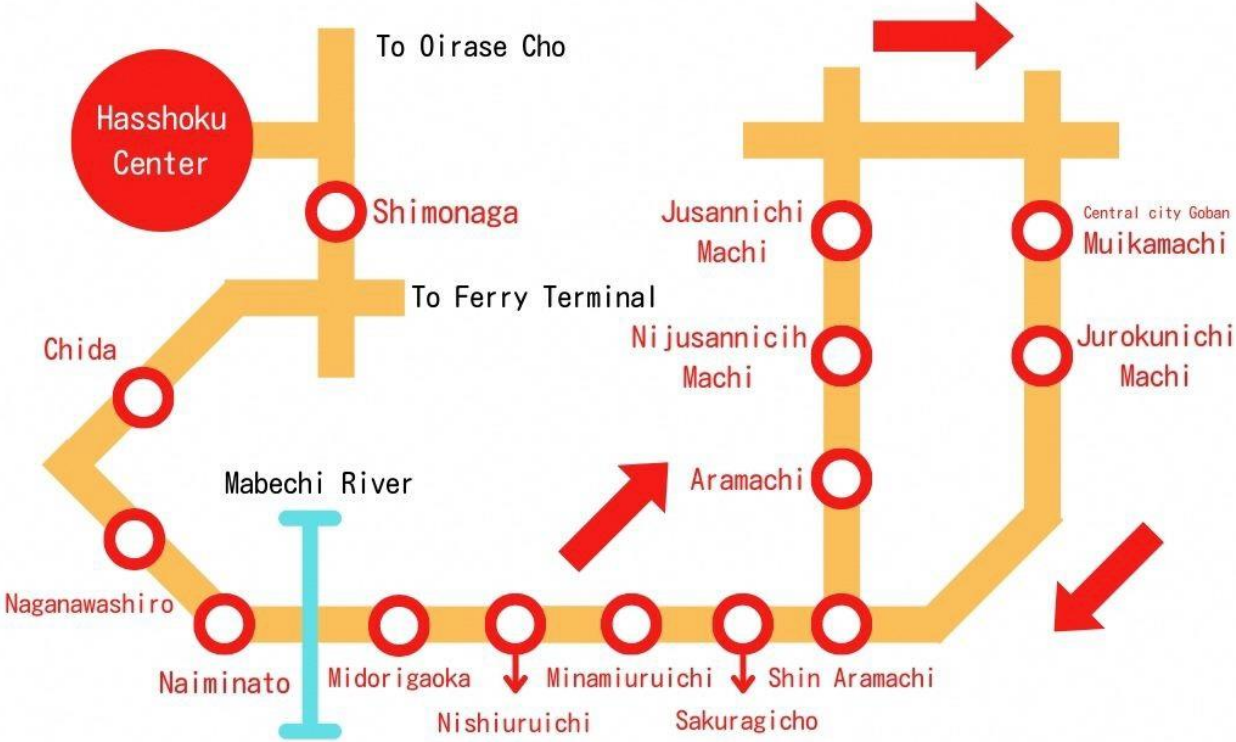 To Oirase Cho
Hasshoku
Center
Shimonaga
To Ferry Terminal
Chida
Mabechi River
Naganawashiro
Naiminato
Midorigaoka
Nishiuruichi
Minamiuruichi
Sakuragicho
Shin Aramachi
Aramachi
Nijusannicih
Machi
Jusannichi
Machi
Central city Goban
Muikamachi
Jurokunichi
Machi